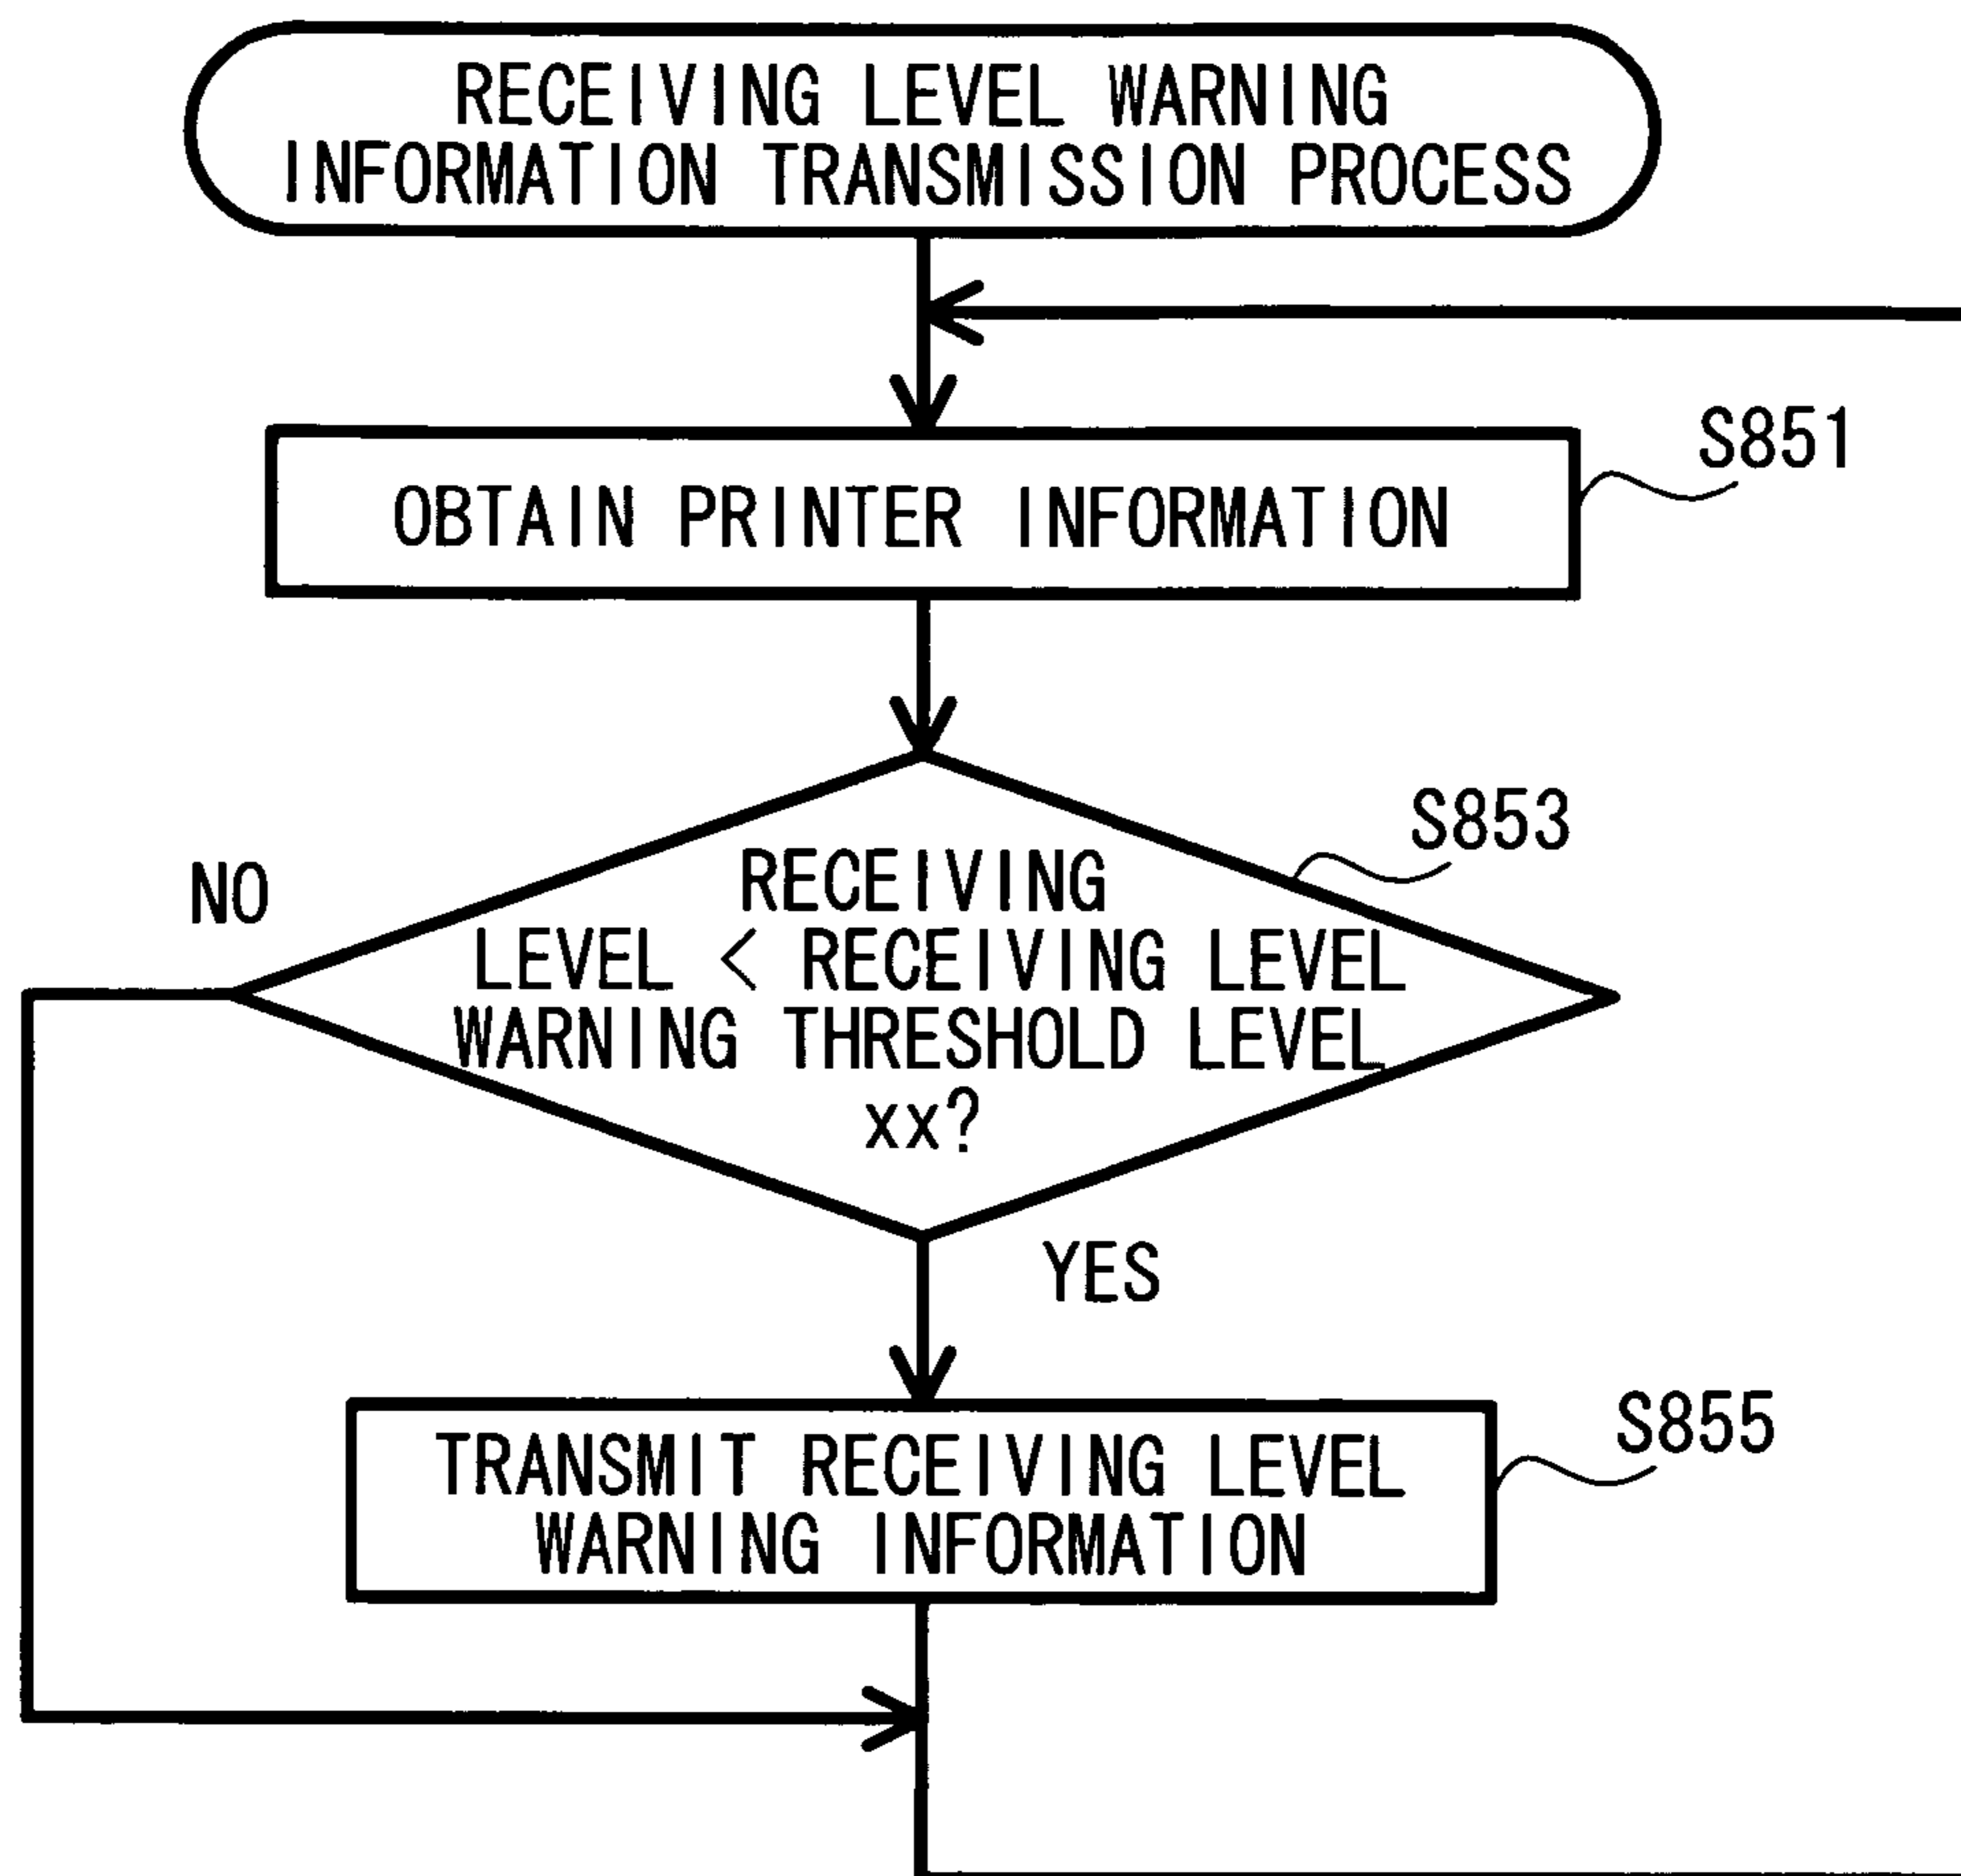 RECEIVING LEVEL WARNING
INFORMATION TRANSMISSION PROCESS
S851
OBTAIN PRINTER INFORMATION
S853
NO
RECEIVING
LEVEL < RECEIVING LEVEL
WARNING THRESHOLD LEVEL
xx?
YES
S855
TRANSMIT RECEIVING LEVEL
WARNING INFORMATION